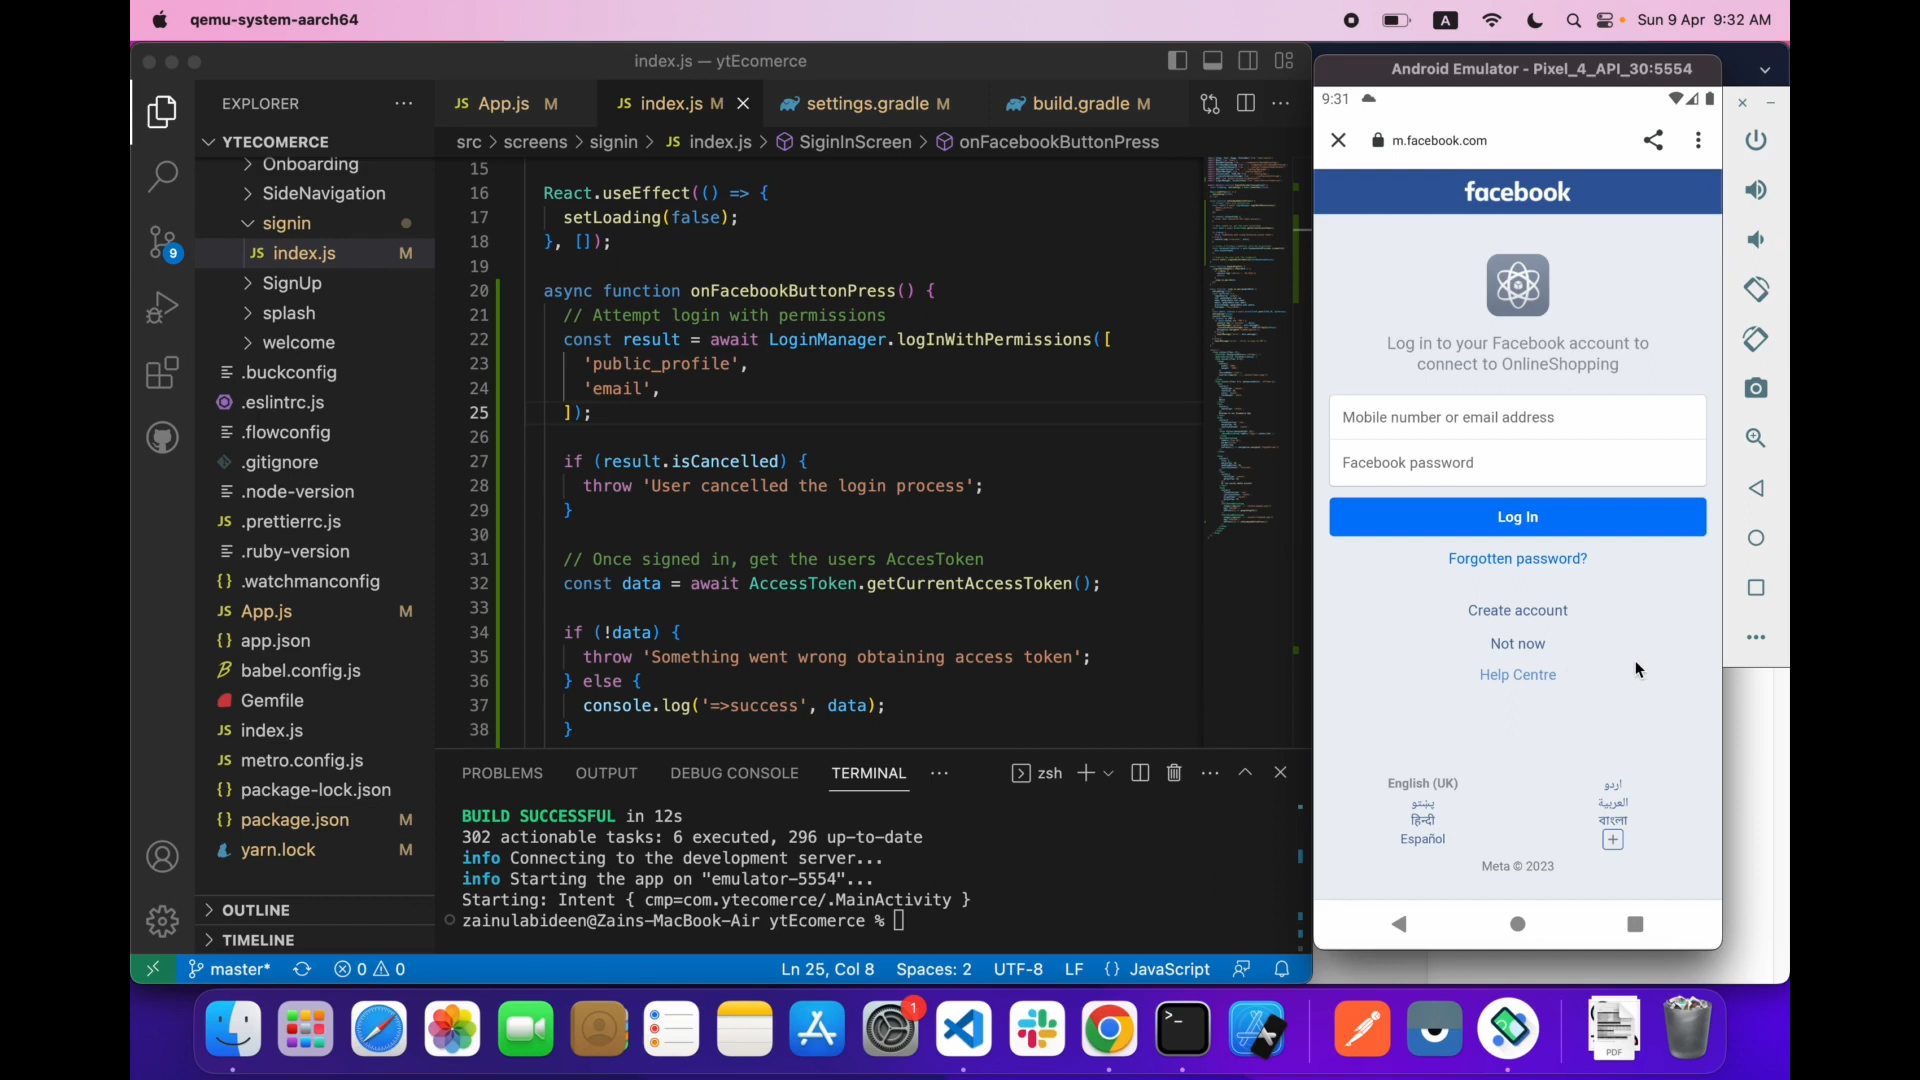 qemu-system-aarch64
A
Sun 9 Apr 9:32 AM
index.js — ytEcomerce
EXPLORER
YTECOMERCE
Onboarding
SideNavigation
signin
JS index.js M
SignUp
splash
welcome
.buckconfig
.eslintrc.js
.flowconfig
.gitignore
.node-version
JS .prettierrc.js
.ruby-version
{} .watchmanconfig
JS App.js M
{} app.json
babel.config.js
Gemfile
JS index.js
JS metro.config.js
{} package-lock.json
{} package.json M
yarn.lock M
OUTLINE
TIMELINE
9
JS App.js M
JS index.js M
settings.gradle M
build.gradle M
src > screens > signin > JS index.js > SiginInScreen > onFacebookButtonPress
15
16 React.useEffect(() => {
17 setLoading(false);
18 }, []);
19
20 async function onFacebookButtonPress() {
21 // Attempt login with permissions
22 const result = await LoginManager.logInWithPermissions([
23 'public_profile',
24 'email',
25 ]);
26
27 if (result.isCancelled) {
28 throw 'User cancelled the login process';
29 }
30
31 // Once signed in, get the users AccesToken
32 const data = await AccessToken.getCurrentAccessToken();
33
34 if (!data) {
35 throw 'Something went wrong obtaining access token';
36 } else {
37 console.log('=>success', data);
38 }
PROBLEMS OUTPUT DEBUG CONSOLE TERMINAL
zsh
BUILD SUCCESSFUL in 12s
302 actionable tasks: 6 executed, 296 up-to-date
info Connecting to the development server...
info Starting the app on "emulator-5554"...
Starting: Intent { cmp=com.ytecomerce/.MainActivity }
zainulabideen@Zains-MacBook-Air ytEcomerce %
master*
0 0
Ln 25, Col 8 Spaces: 2 UTF-8 LF {} JavaScript
Android Emulator - Pixel_4_API_30:5554
9:31
m.facebook.com
facebook
Log in to your Facebook account to
connect to OnlineShopping
Mobile number or email address
Facebook password
Log In
Forgotten password?
Create account
Not now
Help Centre
English (UK)
اردو
پښتو
العربية
हिन्दी
বাংলা
Español
Meta © 2023
1
PDF